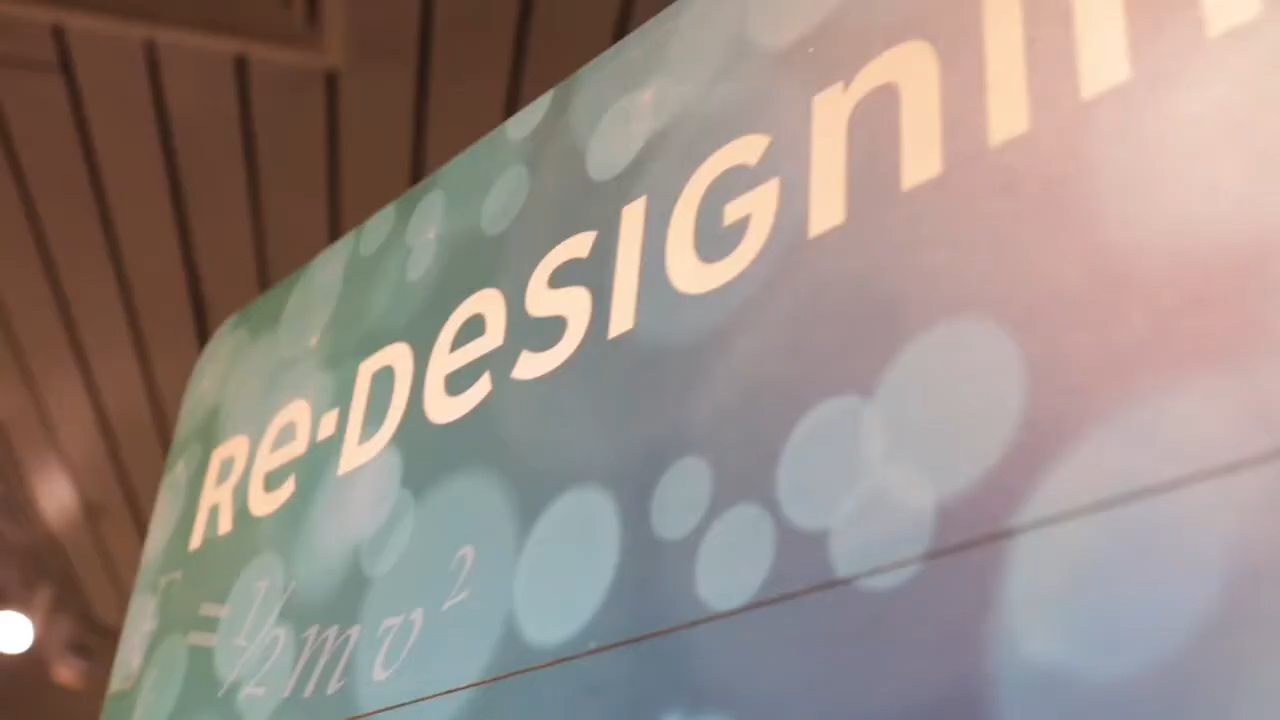 Re-DESIGnIn
T = ½mv²